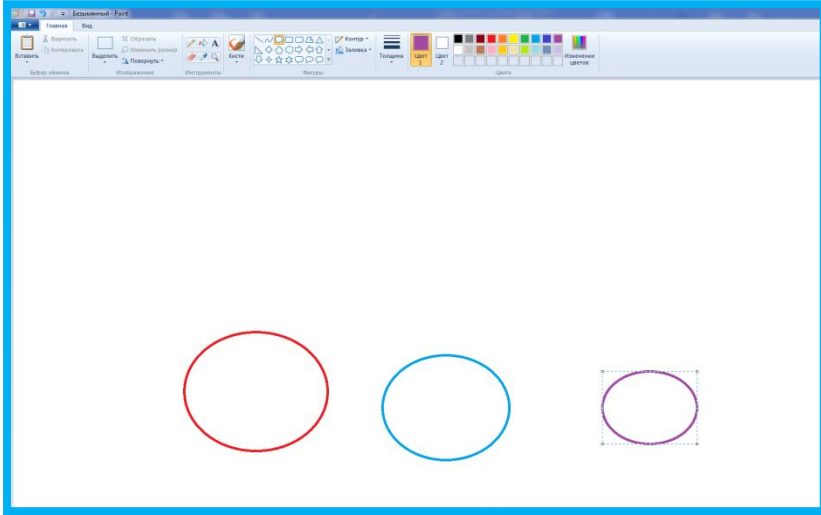 Безымянный - Paint
Главная Вид
Вырезать
Копировать
Вставить
Буфер обмена
Обрезать
Изменить размер
Повернуть
Выделить
Изображение
Инструменты
Кисти
Контур
Заливка
Фигуры
Толщина
Цвет 1
Цвет 2
Изменение цветов
Цвета